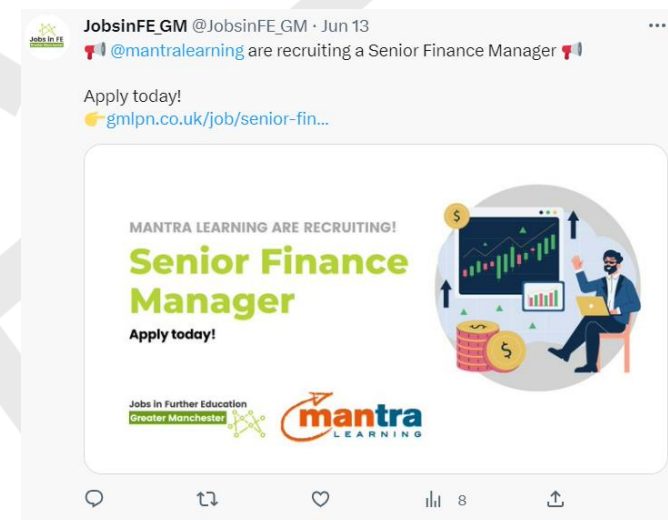 JobsinFE_GM @JobsinFE_GM · Jun 13
@mantralearning are recruiting a Senior Finance Manager
Apply today!
gmlpn.co.uk/job/senior-fin...
MANTRA LEARNING ARE RECRUITING!
Senior Finance
Manager
Apply today!
Jobs in Further Education
Greater Manchester
mantra
LEARNING
8